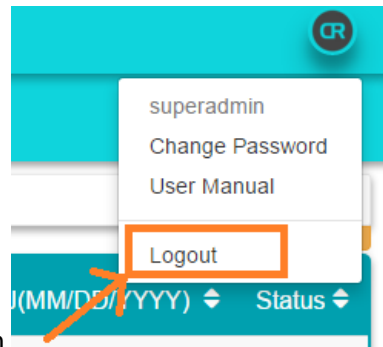 CR
superadmin
Change Password
User Manual
Logout
(MM/DD/YYYY) Status